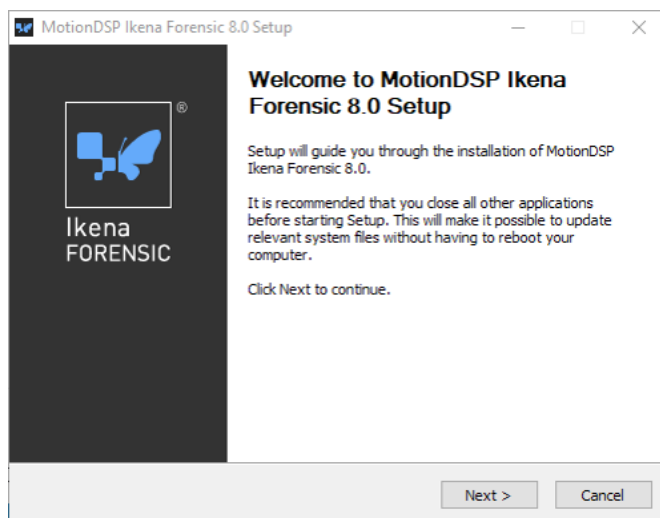 MotionDSP Ikena Forensic 8.0 Setup
Welcome to MotionDSP Ikena
Forensic 8.0 Setup
Setup will guide you through the installation of MotionDSP
Ikena Forensic 8.0.
It is recommended that you close all other applications
before starting Setup. This will make it possible to update
relevant system files without having to reboot your
computer.
Click Next to continue.
®
Ikena
FORENSIC
Next >
Cancel